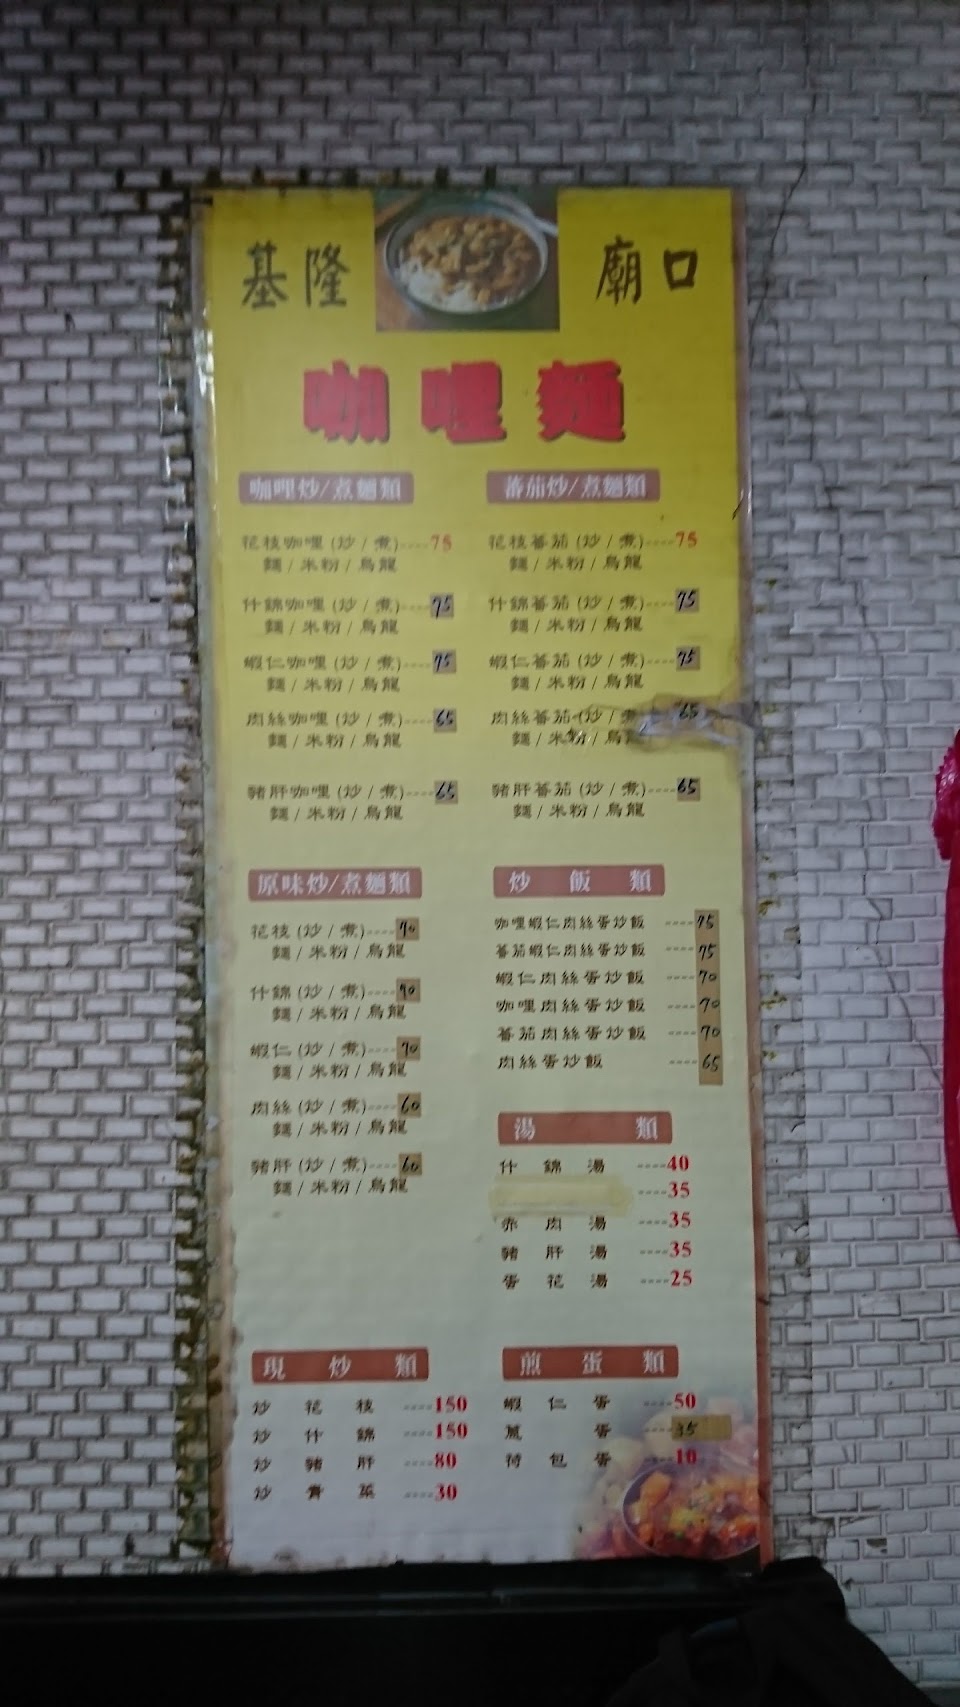 基隆 廟口
咖哩麵
咖哩炒/煮麵類
花枝咖哩(炒/煮)----75
麵/米粉/烏龍
什錦咖哩(炒/煮)----75
麵/米粉/烏龍
蝦仁咖哩(炒/煮)----75
麵/米粉/烏龍
肉絲咖哩(炒/煮)----65
麵/米粉/烏龍
豬肝咖哩(炒/煮)----65
麵/米粉/烏龍
蕃茄炒/煮麵類
花枝蕃茄(炒/煮)----75
麵/米粉/烏龍
什錦蕃茄(炒/煮)----75
麵/米粉/烏龍
蝦仁蕃茄(炒/煮)----75
麵/米粉/烏龍
肉絲蕃茄(炒/煮 65
麵/米粉/烏龍
豬肝蕃茄(炒/煮)----65
麵/米粉/烏龍
原味炒/煮麵類
花枝(炒/煮)----70
麵/米粉/烏龍
什錦(炒/煮)----70
麵/米粉/烏龍
蝦仁(炒/煮)----70
麵/米粉/烏龍
肉絲(炒/煮)----60
麵/米粉/烏龍
豬肝(炒/煮)----60
麵/米粉/烏龍
炒飯類
咖哩蝦仁肉絲蛋炒飯 ----75
蕃茄蝦仁肉絲蛋炒飯 ----75
蝦仁肉絲蛋炒飯 ----70
咖哩肉絲蛋炒飯 ----70
蕃茄肉絲蛋炒飯 ----70
肉絲蛋炒飯 ----65
湯類
什錦湯 ----40
----35
赤肉湯 ----35
豬肝湯 ----35
蛋花湯 ----25
現炒類
炒花枝 ----150
炒什錦 ----150
炒豬肝 ----80
炒青菜 ----30
煎蛋類
蝦仁蛋 ----50
蔥蛋 ----35
荷包蛋 ----10